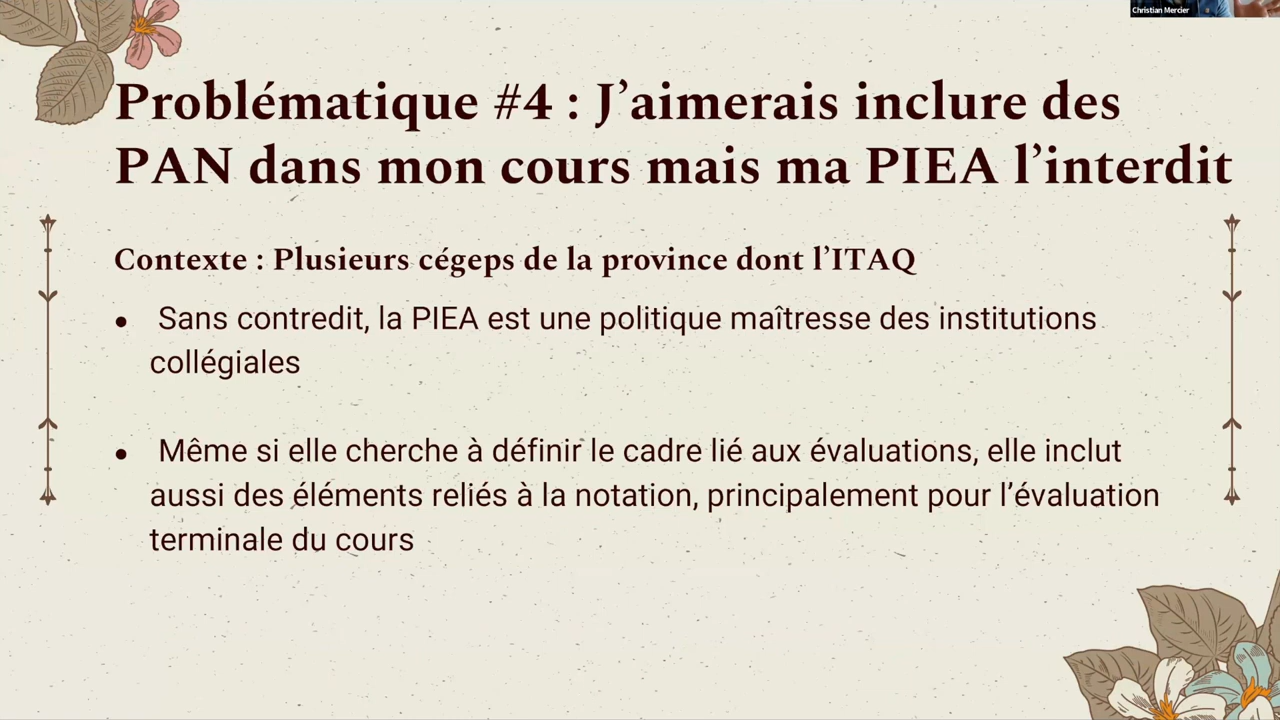 Christian Mercier
Problématique #4 : J’aimerais inclure des
PAN dans mon cours mais ma PIEA l’interdit
Contexte : Plusieurs cégeps de la province dont l’ITAQ
● Sans contredit, la PIEA est une politique maîtresse des institutions
collégiales
● Même si elle cherche à définir le cadre lié aux évaluations, elle inclut
aussi des éléments reliés à la notation, principalement pour l’évaluation
terminale du cours